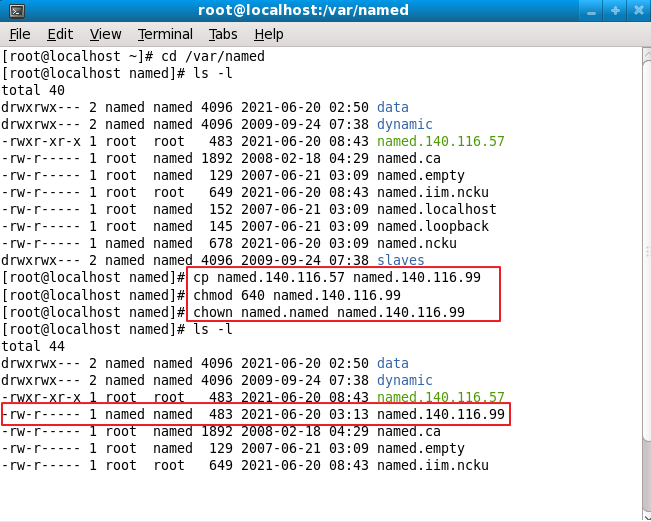 root@localhost:/var/named
File Edit View Terminal Tabs Help
[root@localhost ~]# cd /var/named
[root@localhost named]# ls -l
total 40
drwxrwx--- 2 named named 4096 2021-06-20 02:50 data
drwxrwx--- 2 named named 4096 2009-09-24 07:38 dynamic
-rwxr-xr-x 1 root  root   483 2021-06-20 08:43 named.140.116.57
-rw-r----- 1 root  named 1892 2008-02-18 04:29 named.ca
-rw-r----- 1 root  named  129 2007-06-21 03:09 named.empty
-rw-r----- 1 root  root   649 2021-06-20 08:43 named.iim.ncku
-rw-r----- 1 root  named  152 2007-06-21 03:09 named.localhost
-rw-r----- 1 root  named  145 2007-06-21 03:09 named.loopback
-rw-r----- 1 named named  678 2021-06-20 03:09 named.ncku
drwxrwx--- 2 named named 4096 2009-09-24 07:38 slaves
[root@localhost named]# cp named.140.116.57 named.140.116.99
[root@localhost named]# chmod 640 named.140.116.99
[root@localhost named]# chown named.named named.140.116.99
[root@localhost named]# ls -l
total 44
drwxrwx--- 2 named named 4096 2021-06-20 02:50 data
drwxrwx--- 2 named named 4096 2009-09-24 07:38 dynamic
-rwxr-xr-x 1 root  root   483 2021-06-20 08:43 named.140.116.57
-rw-r----- 1 named named  483 2021-06-20 03:13 named.140.116.99
-rw-r----- 1 root  named 1892 2008-02-18 04:29 named.ca
-rw-r----- 1 root  named  129 2007-06-21 03:09 named.empty
-rw-r----- 1 root  root   649 2021-06-20 08:43 named.iim.ncku